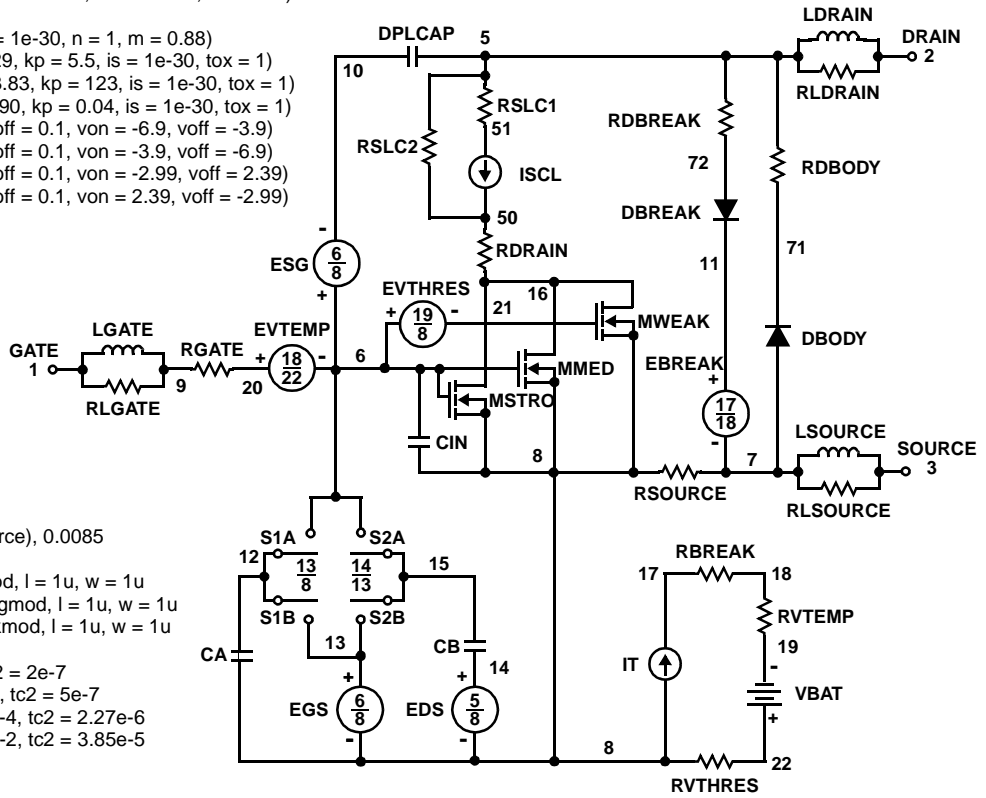 = 1e-30, n = 1, m = 0.88)
29, kp = 5.5, is = 1e-30, tox = 1)
3.83, kp = 123, is = 1e-30, tox = 1)
90, kp = 0.04, is = 1e-30, tox = 1)
off = 0.1, von = -6.9, voff = -3.9)
off = 0.1, von = -3.9, voff = -6.9)
off = 0.1, von = -2.99, voff = 2.39)
off = 0.1, von = 2.39, voff = -2.99)
rce), 0.0085
od, l = 1u, w = 1u
gmod, l = 1u, w = 1u
kmod, l = 1u, w = 1u
2 = 2e-7
, tc2 = 5e-7
-4, tc2 = 2.27e-6
-2, tc2 = 3.85e-5
LDRAIN
DPLCAP
5
DRAIN
2
10
RLDRAIN
RSLC1
51
RDBREAK
RSLC2
72
RDBODY
ISCL
DBREAK
50
-
RDRAIN
71
ESG
6
8
11
+
EVTHRES
16
21
+
19
8
-
MWEAK
LGATE
EVTEMP
DBODY
GATE
1
RGATE
+
18
22
-
6
MMED
EBREAK
+
9
20
MSTRO
17
18
RLGATE
LSOURCE
CIN
-
SOURCE
8
7
3
RSOURCE
RLSOURCE
S1A
S2A
12
13
8
14
13
15
RBREAK
17
18
S1B
S2B
RVTEMP
13
CB
19
CA
14
IT
-
+
+
VBAT
EGS
6
8
EDS
5
8
+
-
-
8
22
RVTHRES